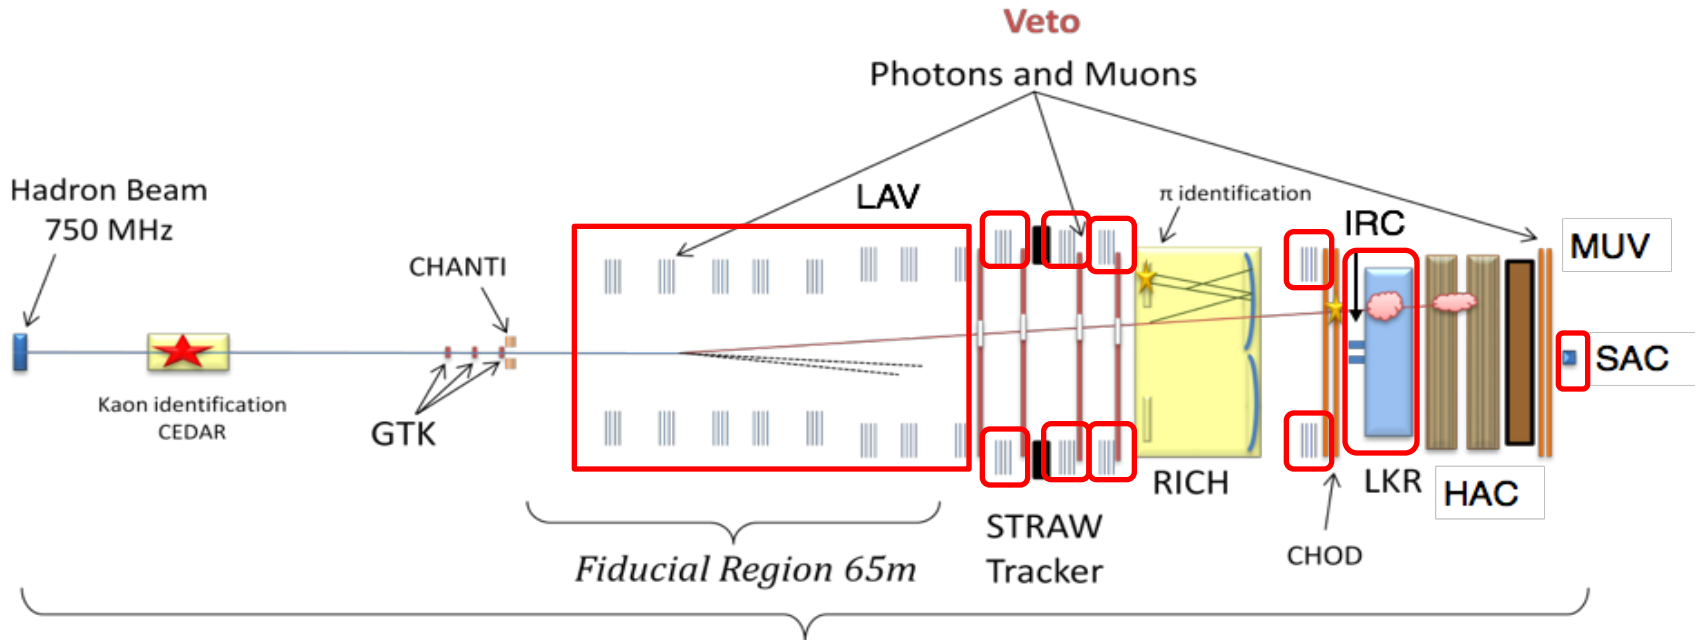 Veto
Photons and Muons
Hadron Beam
750 MHz
LAV
π identification
IRC
MUV
CHANTI
SAC
Kaon identification
CEDAR
GTK
RICH
LKR
HAC
STRAW
Tracker
CHOD
Fiducial Region 65m